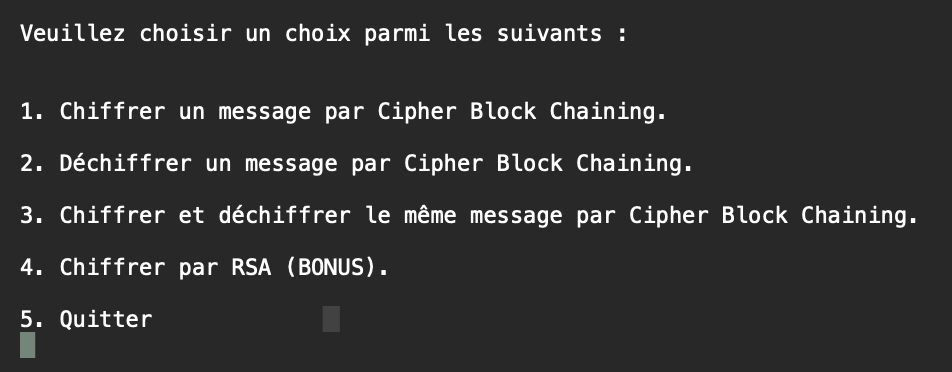 Veuillez choisir un choix parmi les suivants :
1. Chiffrer un message par Cipher Block Chaining.
2. Déchiffrer un message par Cipher Block Chaining.
3. Chiffrer et déchiffrer le même message par Cipher Block Chaining.
4. Chiffrer par RSA (BONUS).
5. Quitter